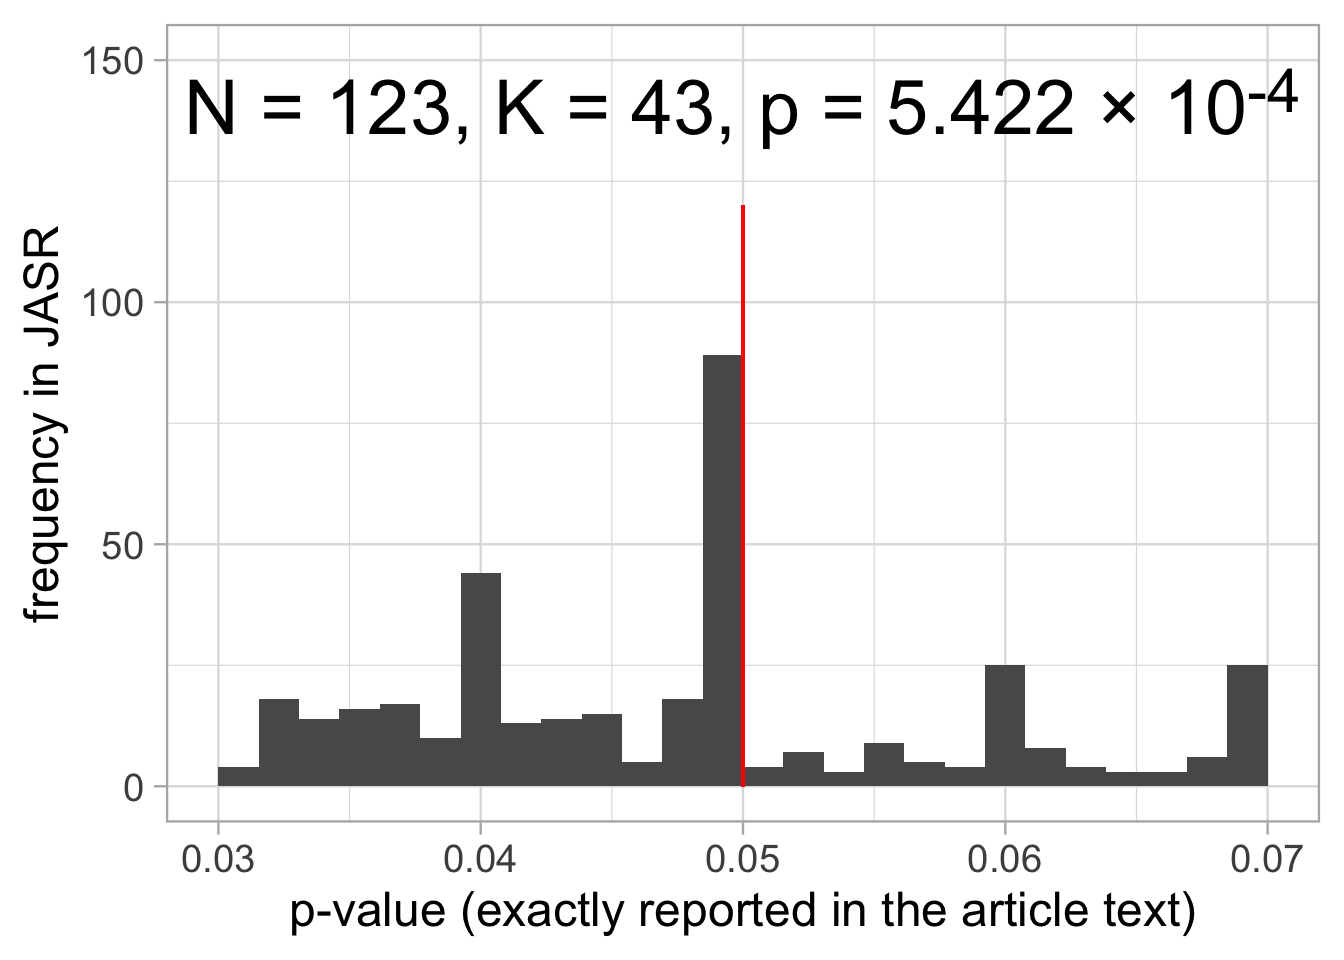 N = 123, K = 43, p = 5.422 × 10-4
frequency in JASR
150
100
50
0
0.03 0.04 0.05 0.06 0.07
p-value (exactly reported in the article text)